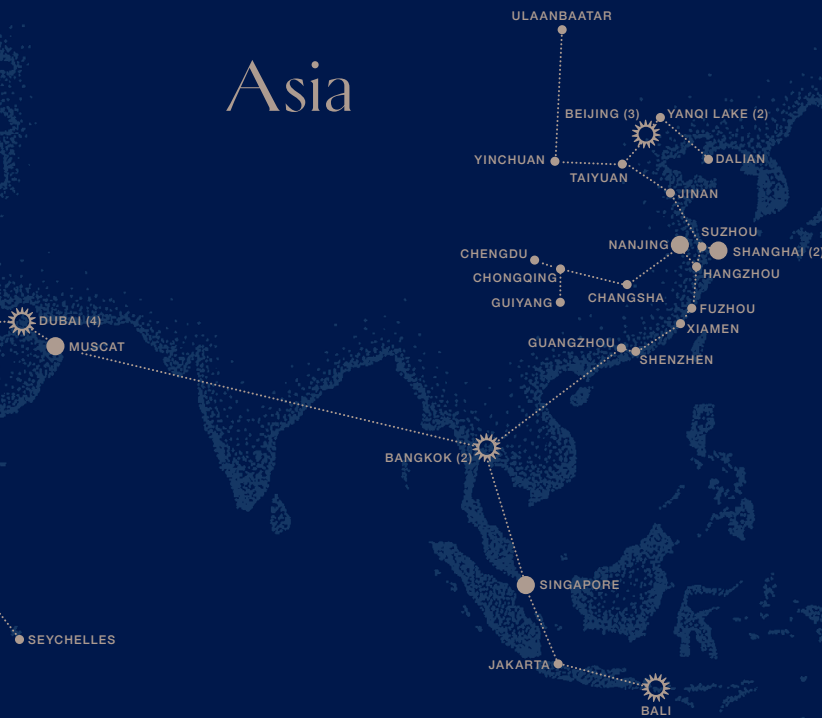 ULAANBAATAR
Asia
BEIJING (3)
YANQI LAKE (2)
YINCHUAN
DALIAN
TAIYUAN
JINAN
SUZHOU
NANJING
SHANGHAI (2)
CHENGDU
HANGZHOU
CHONGQING
CHANGSHA
GUIYANG
FUZHOU
DUBAI (4)
XIAMEN
GUANGZHOU
MUSCAT
SHENZHEN
BANGKOK (2)
SINGAPORE
SEYCHELLES
JAKARTA
BALI